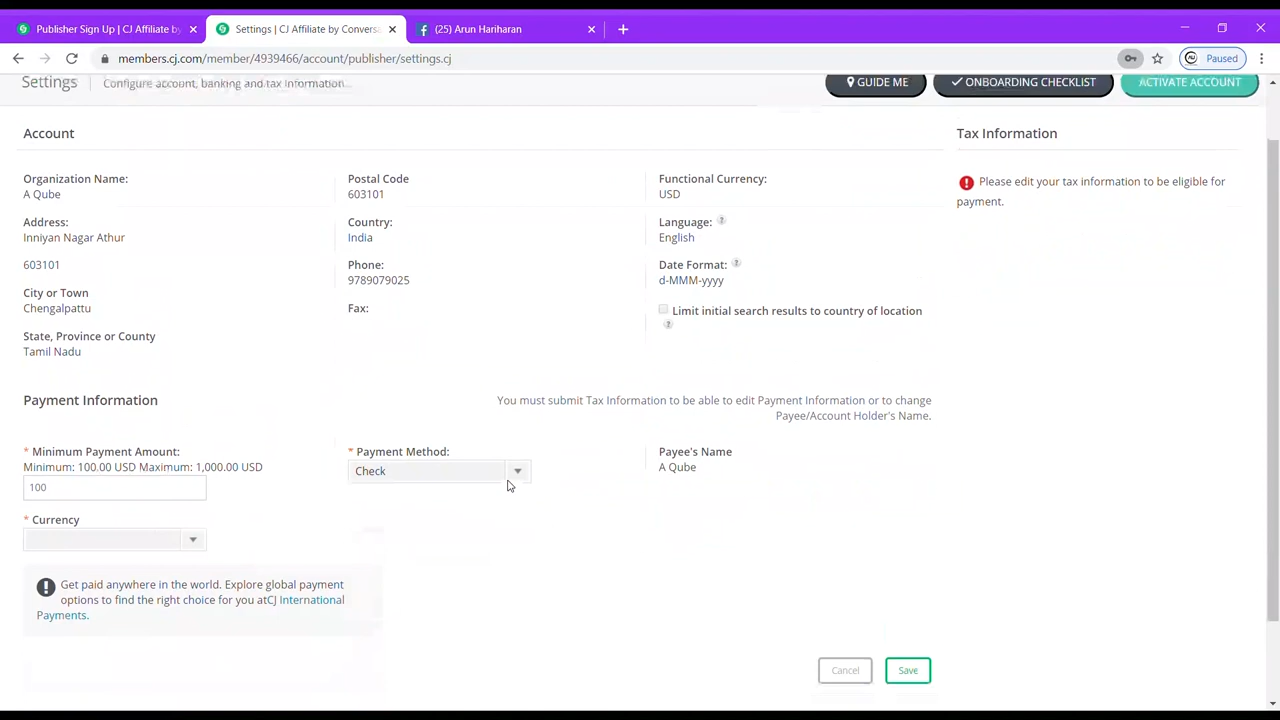 Publisher Sign Up | CJ Affiliate by
Settings | CJ Affiliate by Convers
(25) Arun Hariharan
members.cj.com/member/4939466/account/publisher/settings.cj
Paused
Settings
Configure account, banking and tax information...
GUIDE ME
ONBOARDING CHECKLIST
ACTIVATE ACCOUNT
Account
Tax Information
Organization Name:
A Qube
Postal Code
603101
Functional Currency:
USD
Please edit your tax information to be eligible for
payment.
Address:
Inniyan Nagar Athur
603101
Country:
India
Language: ?
English
Phone:
9789079025
Date Format: ?
d-MMM-yyyy
City or Town
Chengalpattu
Fax:
Limit initial search results to country of location
?
State, Province or County
Tamil Nadu
Payment Information
You must submit Tax Information to be able to edit Payment Information or to change
Payee/Account Holder's Name.
* Minimum Payment Amount:
Minimum: 100.00 USD Maximum: 1,000.00 USD
100
* Payment Method:
Check
Payee's Name
A Qube
* Currency
Get paid anywhere in the world. Explore global payment
options to find the right choice for you atCJ International
Payments.
Cancel
Save